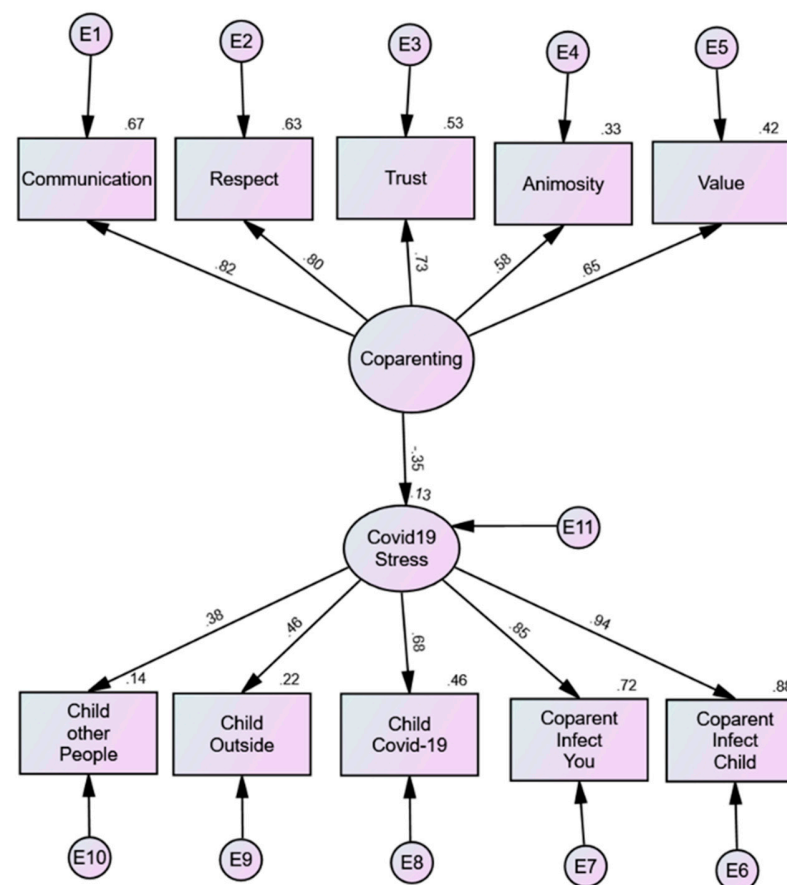 E1
E2
E3
E4
E5
.67
.63
.53
.33
.42
Communication
Respect
Trust
Animosity
Value
.82
.80
.73
.58
.65
Coparenting
-.35
.13
Covid19
Stress
E11
.38
.46
.68
.85
.94
.14
.22
.46
.72
.88
Child
other
People
Child
Outside
Child
Covid-19
Coparent
Infect
You
Coparent
Infect
Child
E10
E9
E8
E7
E6